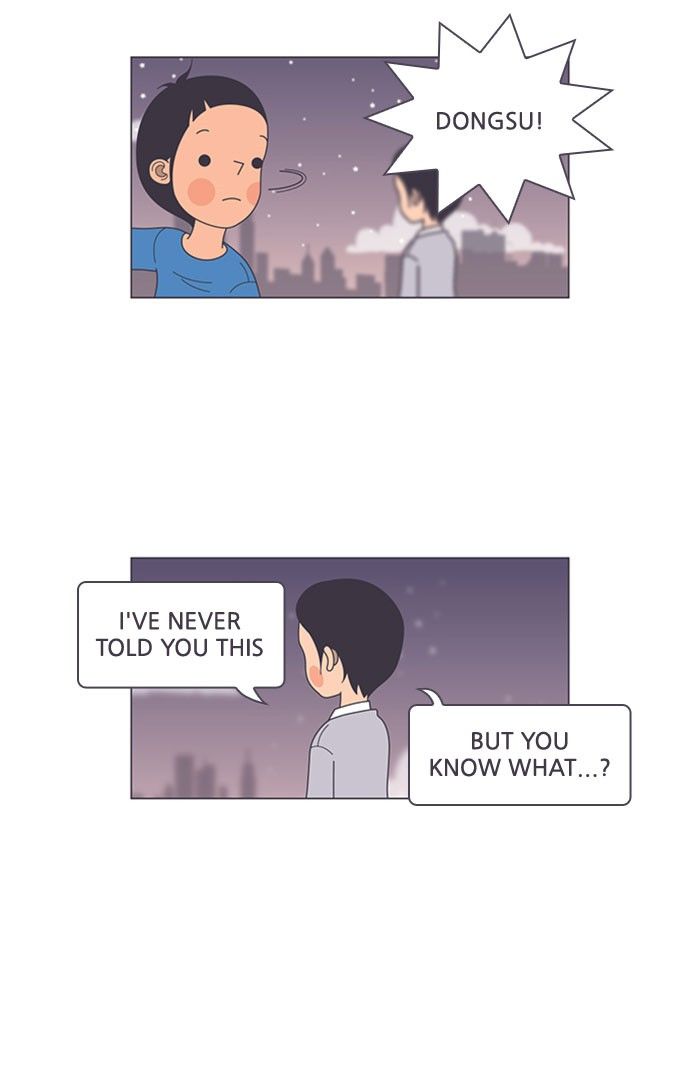 DONGSU!
I'VE NEVER
TOLD YOU THIS
BUT YOU
KNOW WHAT...?